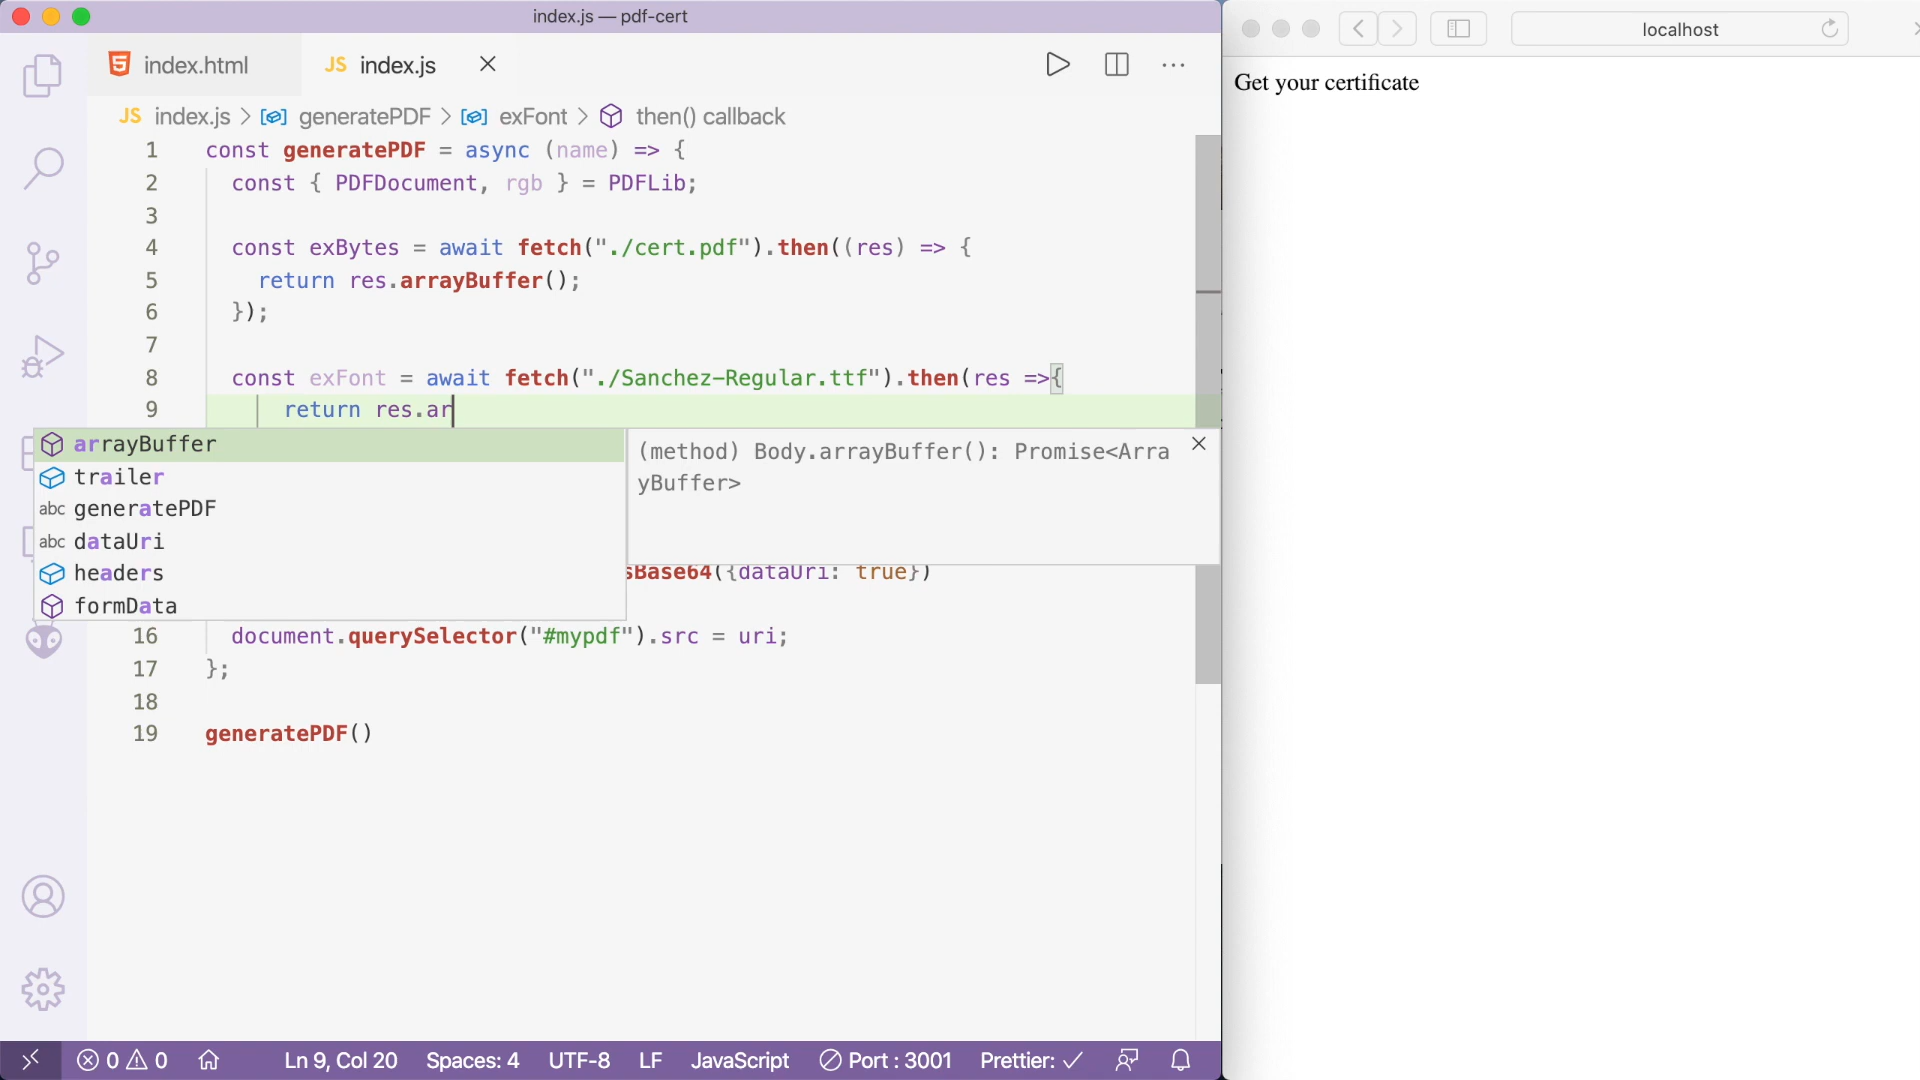 index.js — pdf-cert
localhost
index.html
JS index.js
Get your certificate
JS index.js > generatePDF > exFont > then() callback
1 const generatePDF = async (name) => {
2 const { PDFDocument, rgb } = PDFLib;
3
4 const exBytes = await fetch("./cert.pdf").then((res) => {
5 return res.arrayBuffer();
6 });
7
8 const exFont = await fetch("./Sanchez-Regular.ttf").then(res =>{
9 return res.ar
arrayBuffer
trailer
abc generatePDF
abc dataUri
headers
formData
(method) Body.arrayBuffer(): Promise<Arra
yBuffer>
sBase64({dataUri: true})
16 document.querySelector("#mypdf").src = uri;
17 };
18
19 generatePDF()
0 0 Ln 9, Col 20 Spaces: 4 UTF-8 LF JavaScript Port : 3001 Prettier: ✓